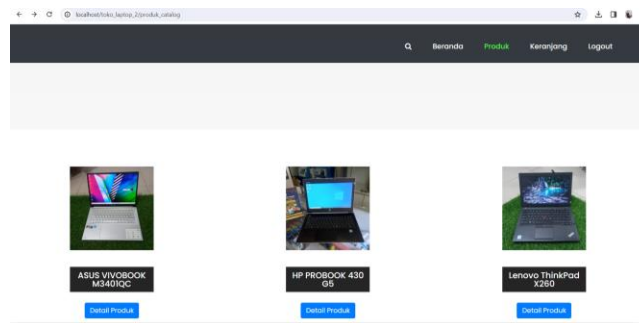 localhost/toko_laptop_2/produk_catalog
Beranda Produk Keranjang Logout
ASUS VIVOBOOK
M3401QC
HP PROBOOK 430
G5
Lenovo ThinkPad
X260
Detail Produk Detail Produk Detail Produk